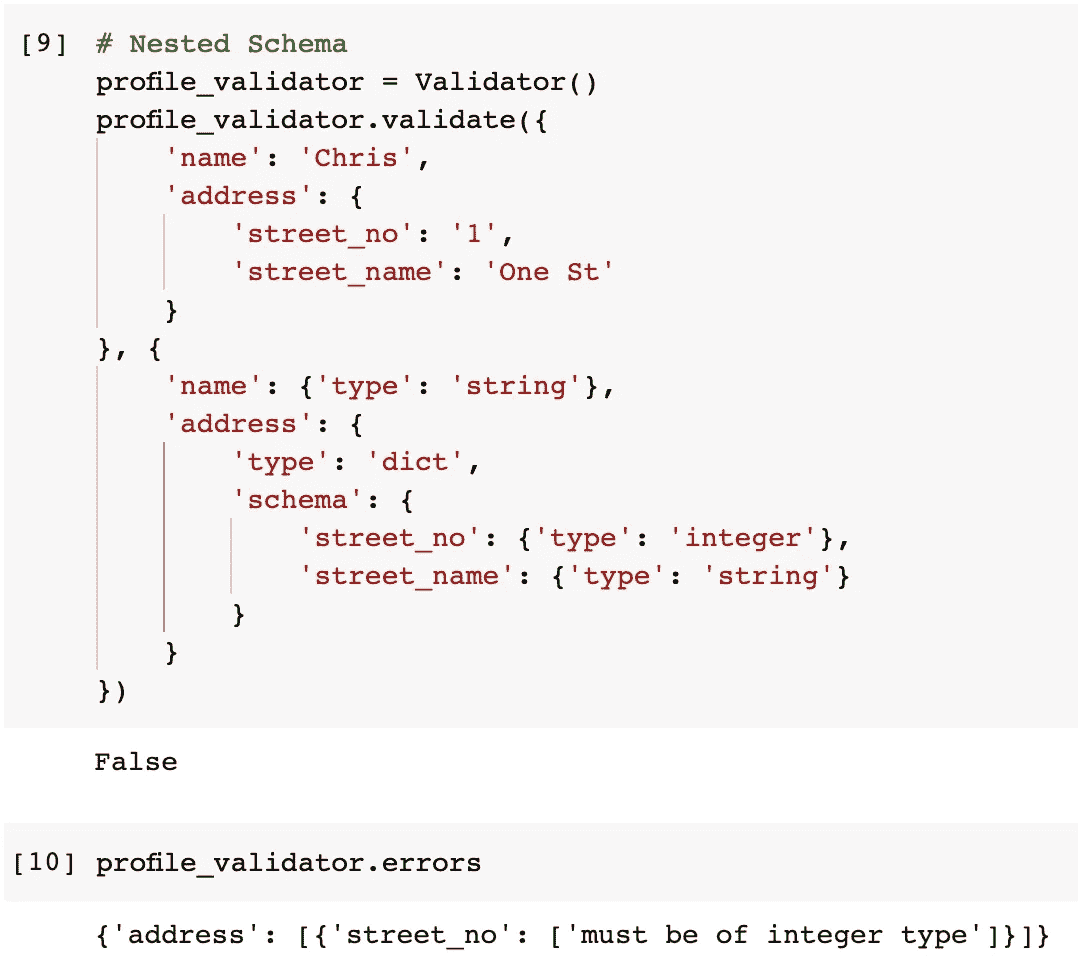 [9] # Nested Schema
profile_validator = Validator()
profile_validator.validate({
'name': 'Chris',
'address': {
'street_no': '1',
'street_name': 'One St'
}
}, {
'name': {'type': 'string'},
'address': {
'type': 'dict',
'schema': {
'street_no': {'type': 'integer'},
'street_name': {'type': 'string'}
}
}
})
False
[10] profile_validator.errors
{'address': [{'street_no': ['must be of integer type']}]}